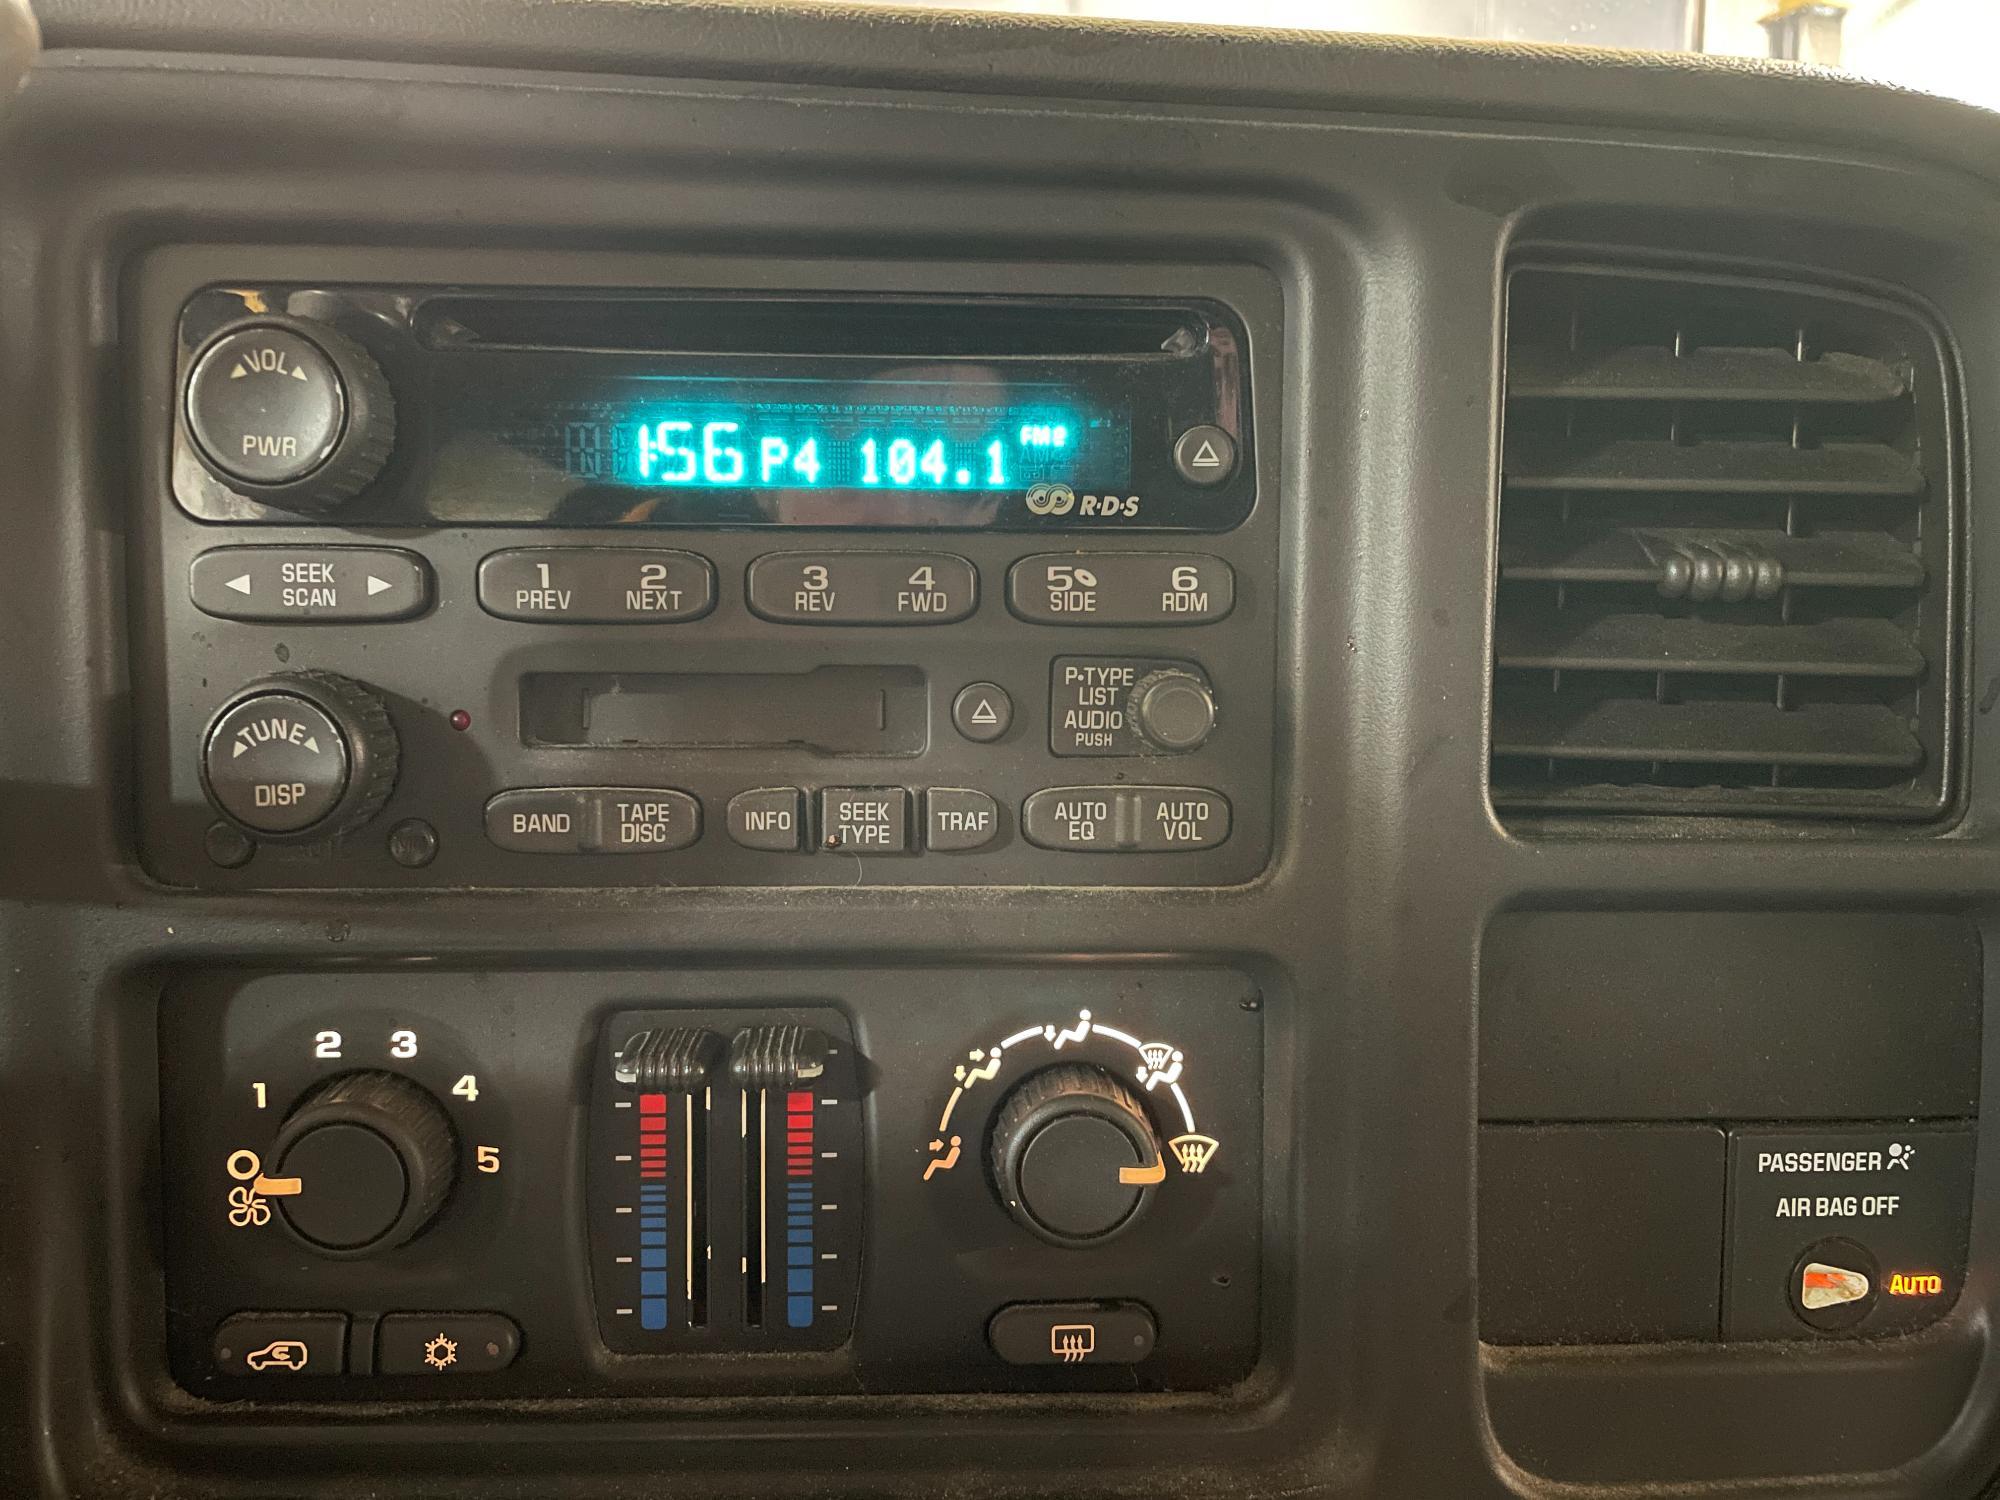 VOL
PWR
1:56 P4 104.1 FM2
R·D·S
SEEK
SCAN
1
PREV
2
NEXT
3
REV
4
FWD
5
SIDE
6
RDM
TUNE
DISP
P•TYPE
LIST
AUDIO
PUSH
BAND
TAPE
DISC
INFO
SEEK
TYPE
TRAF
AUTO
EQ
AUTO
VOL
1
2
3
4
5
O
PASSENGER
AIR BAG OFF
AUTO